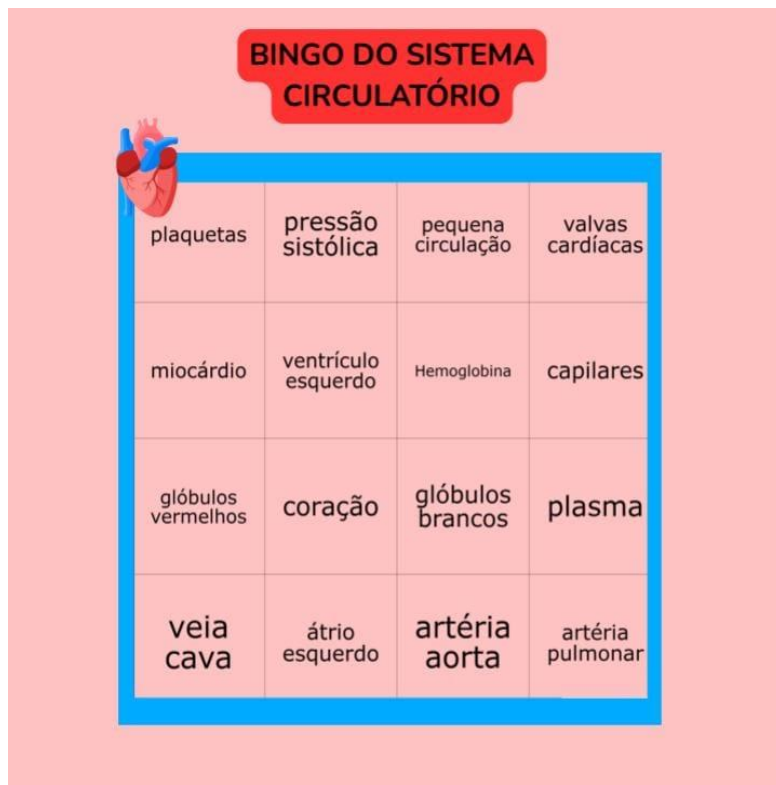 BINGO DO SISTEMA
CIRCULATÓRIO
plaquetas
pressão
sistólica
pequena
circulação
valvas
cardíacas
miocárdio
ventrículo
esquerdo
Hemoglobina
capilares
glóbulos
vermelhos
coração
glóbulos
brancos
plasma
veia
cava
átrio
esquerdo
artéria
aorta
artéria
pulmonar